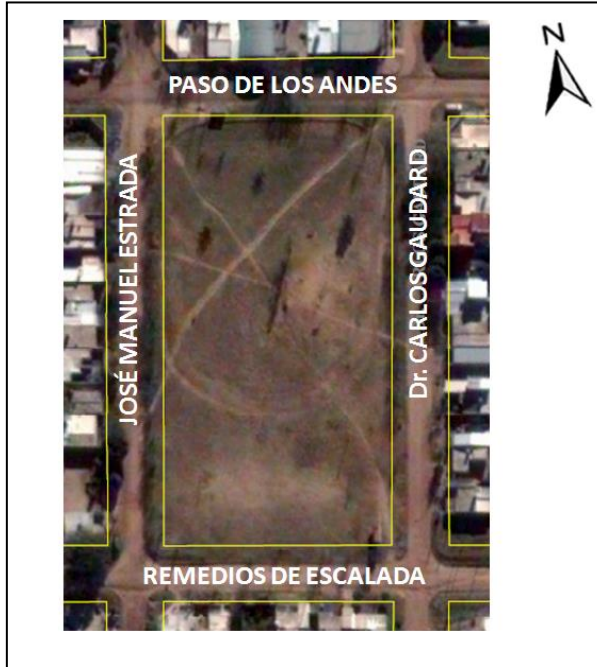 N
PASO DE LOS ANDES
JOSÉ MANUEL ESTRADA
Dr. CARLOS GAUDARD
REMEDIOS DE ESCALADA